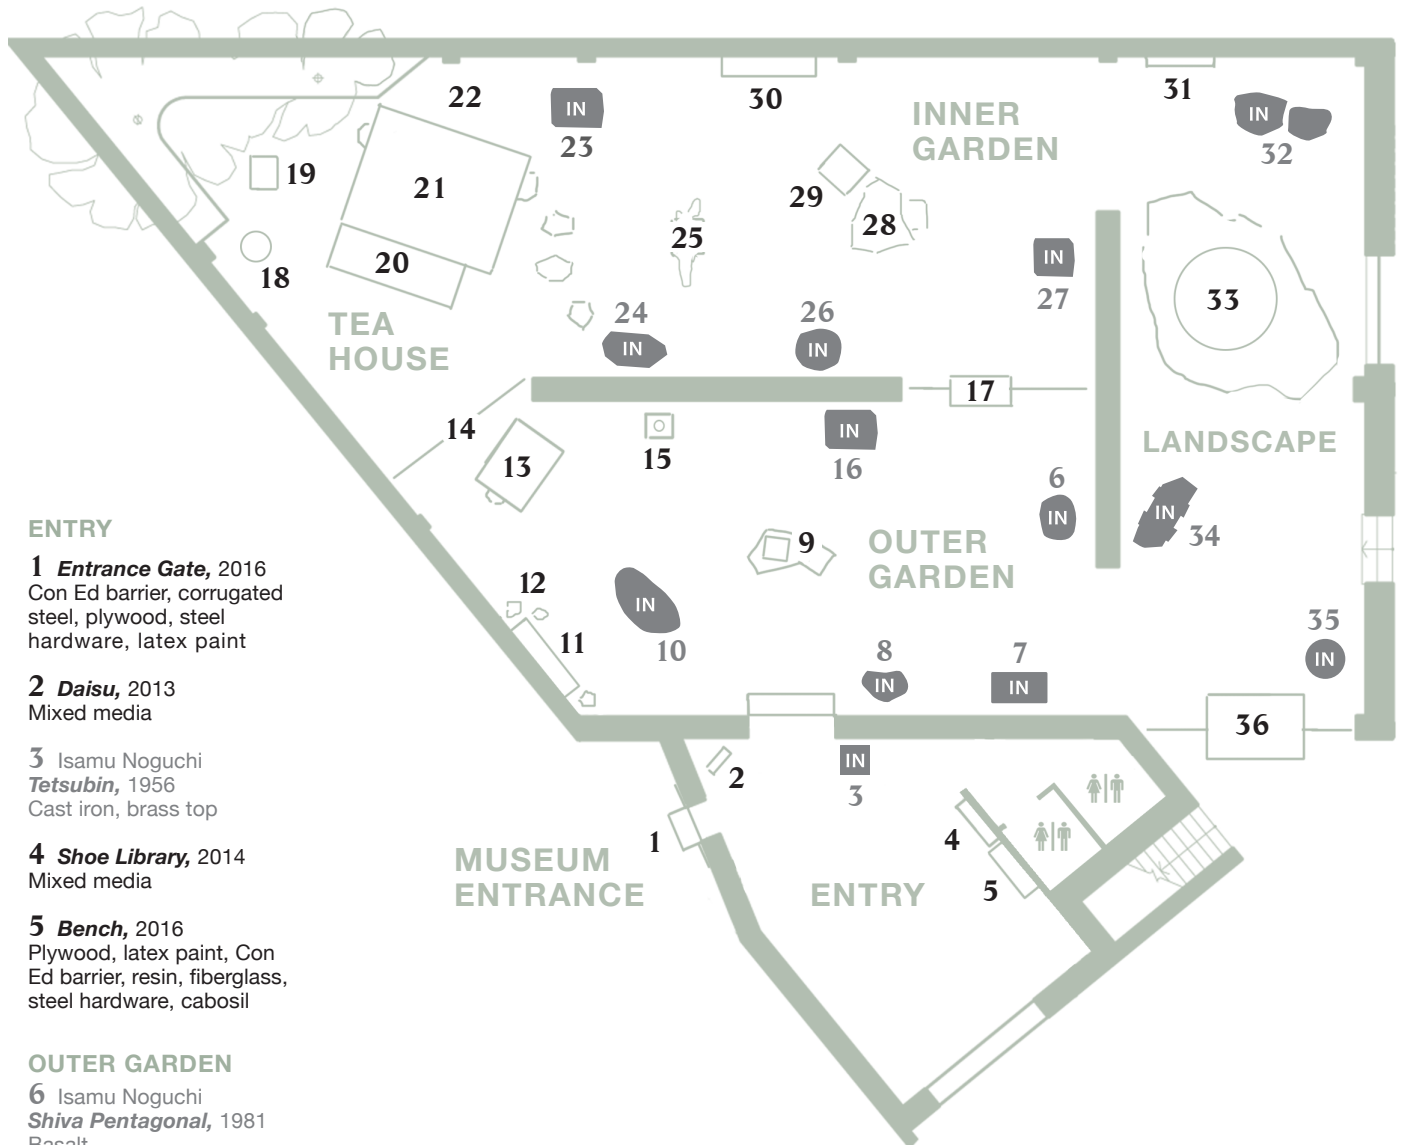 22
IN
23
30
INNER
GARDEN
31
IN
32
19
21
29
28
25
20
18
IN
27
33
TEA
HOUSE
24
IN
26
IN
17
14
13
15
IN
16
LANDSCAPE
6
IN
IN
34
9
OUTER
GARDEN
12
IN
10
11
8
IN
7
IN
35
IN
36
2
IN
3
1
4
5
MUSEUM
ENTRANCE
ENTRY
ENTRY
1 Entrance Gate, 2016
Con Ed barrier, corrugated
steel, plywood, steel
hardware, latex paint
2 Daisu, 2013
Mixed media
3 Isamu Noguchi
Tetsubin, 1956
Cast iron, brass top
4 Shoe Library, 2014
Mixed media
5 Bench, 2016
Plywood, latex paint, Con
Ed barrier, resin, fiberglass,
steel hardware, cabosil
OUTER GARDEN
6 Isamu Noguchi
Shiva Pentagonal, 1981
Basalt